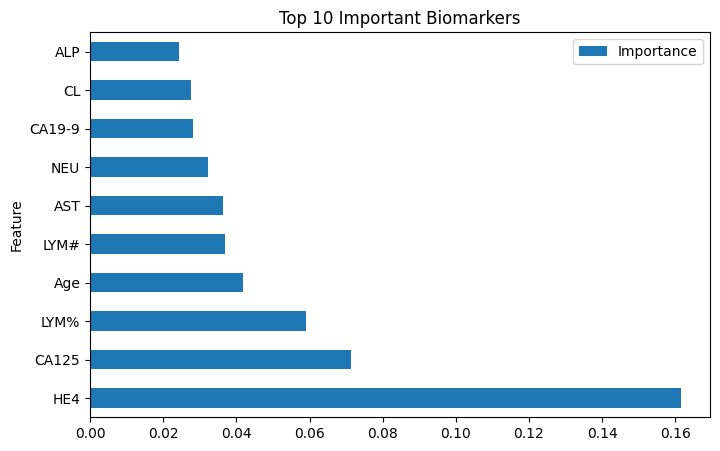 Top 10 Important Biomarkers
Importance
Feature
ALP
CL
CA19-9
NEU
AST
LYM#
Age
LYM%
CA125
HE4
0.00 0.02 0.04 0.06 0.08 0.10 0.12 0.14 0.16